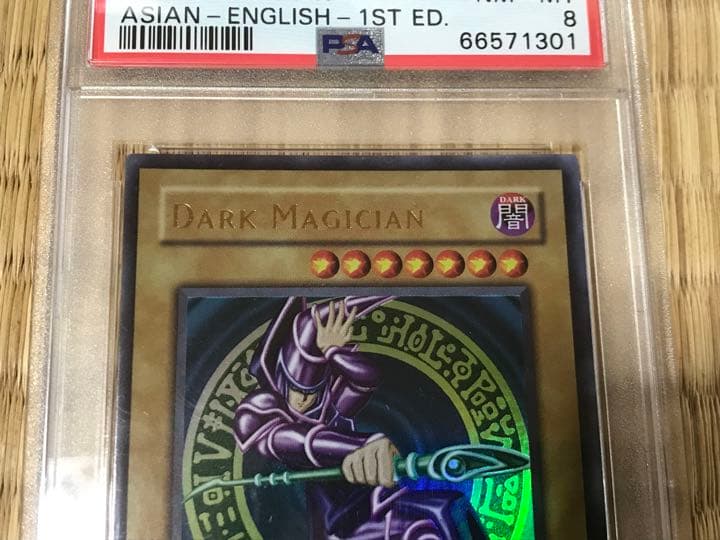 ASIAN - ENGLISH - 1ST ED.
8
PSA
66571301
DARK MAGICIAN
DARK
闇